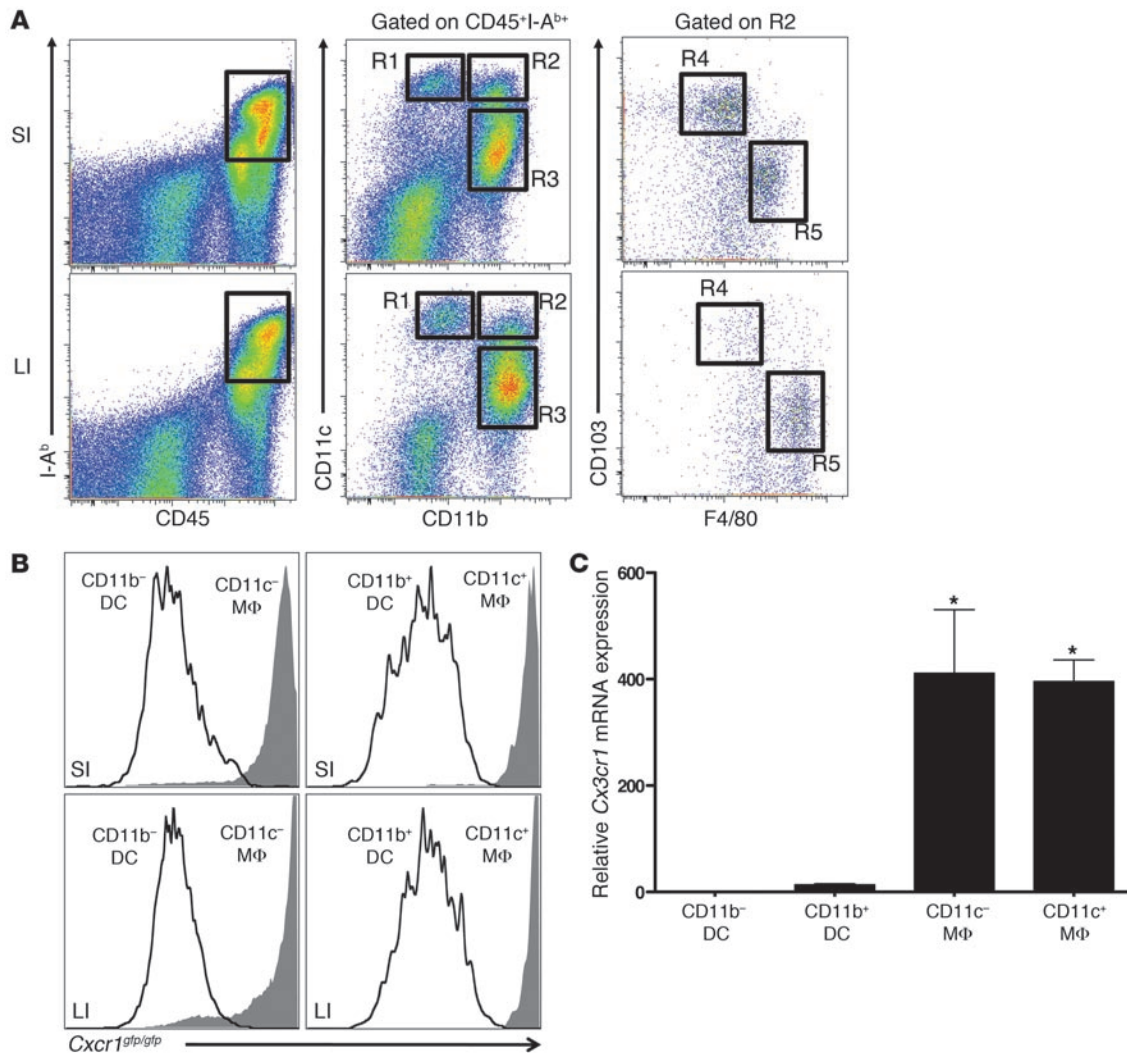 A
Gated on CD45⁺I-Aᵇ⁺
Gated on R2
SI
R1
R2
R3
R4
R5
LI
R1
R2
R3
R4
R5
I-Aᵇ
CD11c
CD103
CD45
CD11b
F4/80
B
CD11b⁻
DC
CD11c⁻
MΦ
SI
CD11b⁺
DC
CD11c⁺
MΦ
SI
CD11b⁻
DC
CD11c⁻
MΦ
LI
CD11b⁺
DC
CD11c⁺
MΦ
LI
Cxcr1ᵍᶠᵖ/ᵍᶠᵖ
C
Relative Cx3cr1 mRNA expression
600
400
200
0
*
*
CD11b⁻
DC
CD11b⁺
DC
CD11c⁻
MΦ
CD11c⁺
MΦ